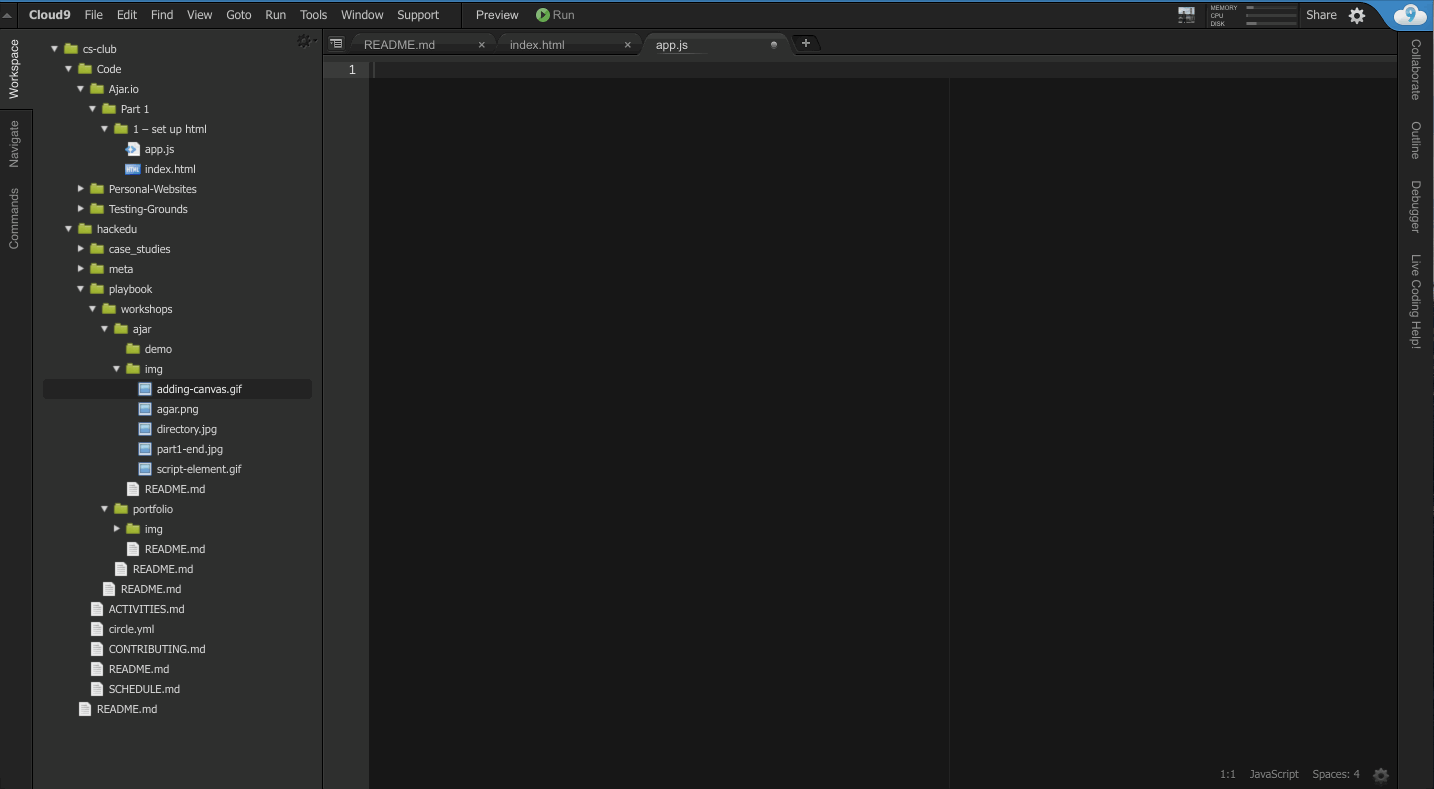 Cloud9 File Edit Find View Goto Run Tools Window Support Preview Run MEMORY CPU DISK Share 9
Workspace
Navigate
Commands
cs-club
Code
Ajar.io
Part 1
1 – set up html
app.js
index.html
Personal-Websites
Testing-Grounds
hackedu
case_studies
meta
playbook
workshops
ajar
demo
img
adding-canvas.gif
agar.png
directory.jpg
part1-end.jpg
script-element.gif
README.md
portfolio
img
README.md
README.md
README.md
ACTIVITIES.md
circle.yml
CONTRIBUTING.md
README.md
SCHEDULE.md
README.md
README.md × index.html × app.js +
1
1:1 JavaScript Spaces: 4
Collaborate
Outline
Debugger
Live Coding Help!